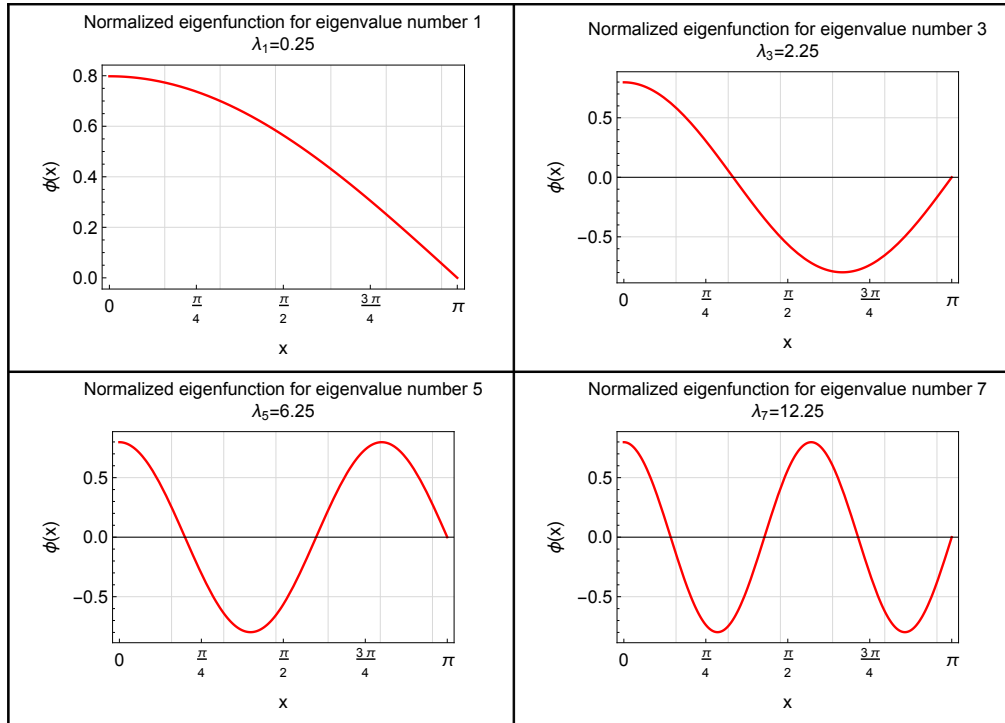 Normalized eigenfunction for eigenvalue number 1
λ₁=0.25
0.8
0.6
0.4
0.2
0.0
ϕ(x)
0
π/4
π/2
3π/4
π
x
Normalized eigenfunction for eigenvalue number 3
λ₃=2.25
0.5
0.0
−0.5
ϕ(x)
0
π/4
π/2
3π/4
π
x
Normalized eigenfunction for eigenvalue number 5
λ₅=6.25
0.5
0.0
−0.5
ϕ(x)
0
π/4
π/2
3π/4
π
x
Normalized eigenfunction for eigenvalue number 7
λ₇=12.25
0.5
0.0
−0.5
ϕ(x)
0
π/4
π/2
3π/4
π
x